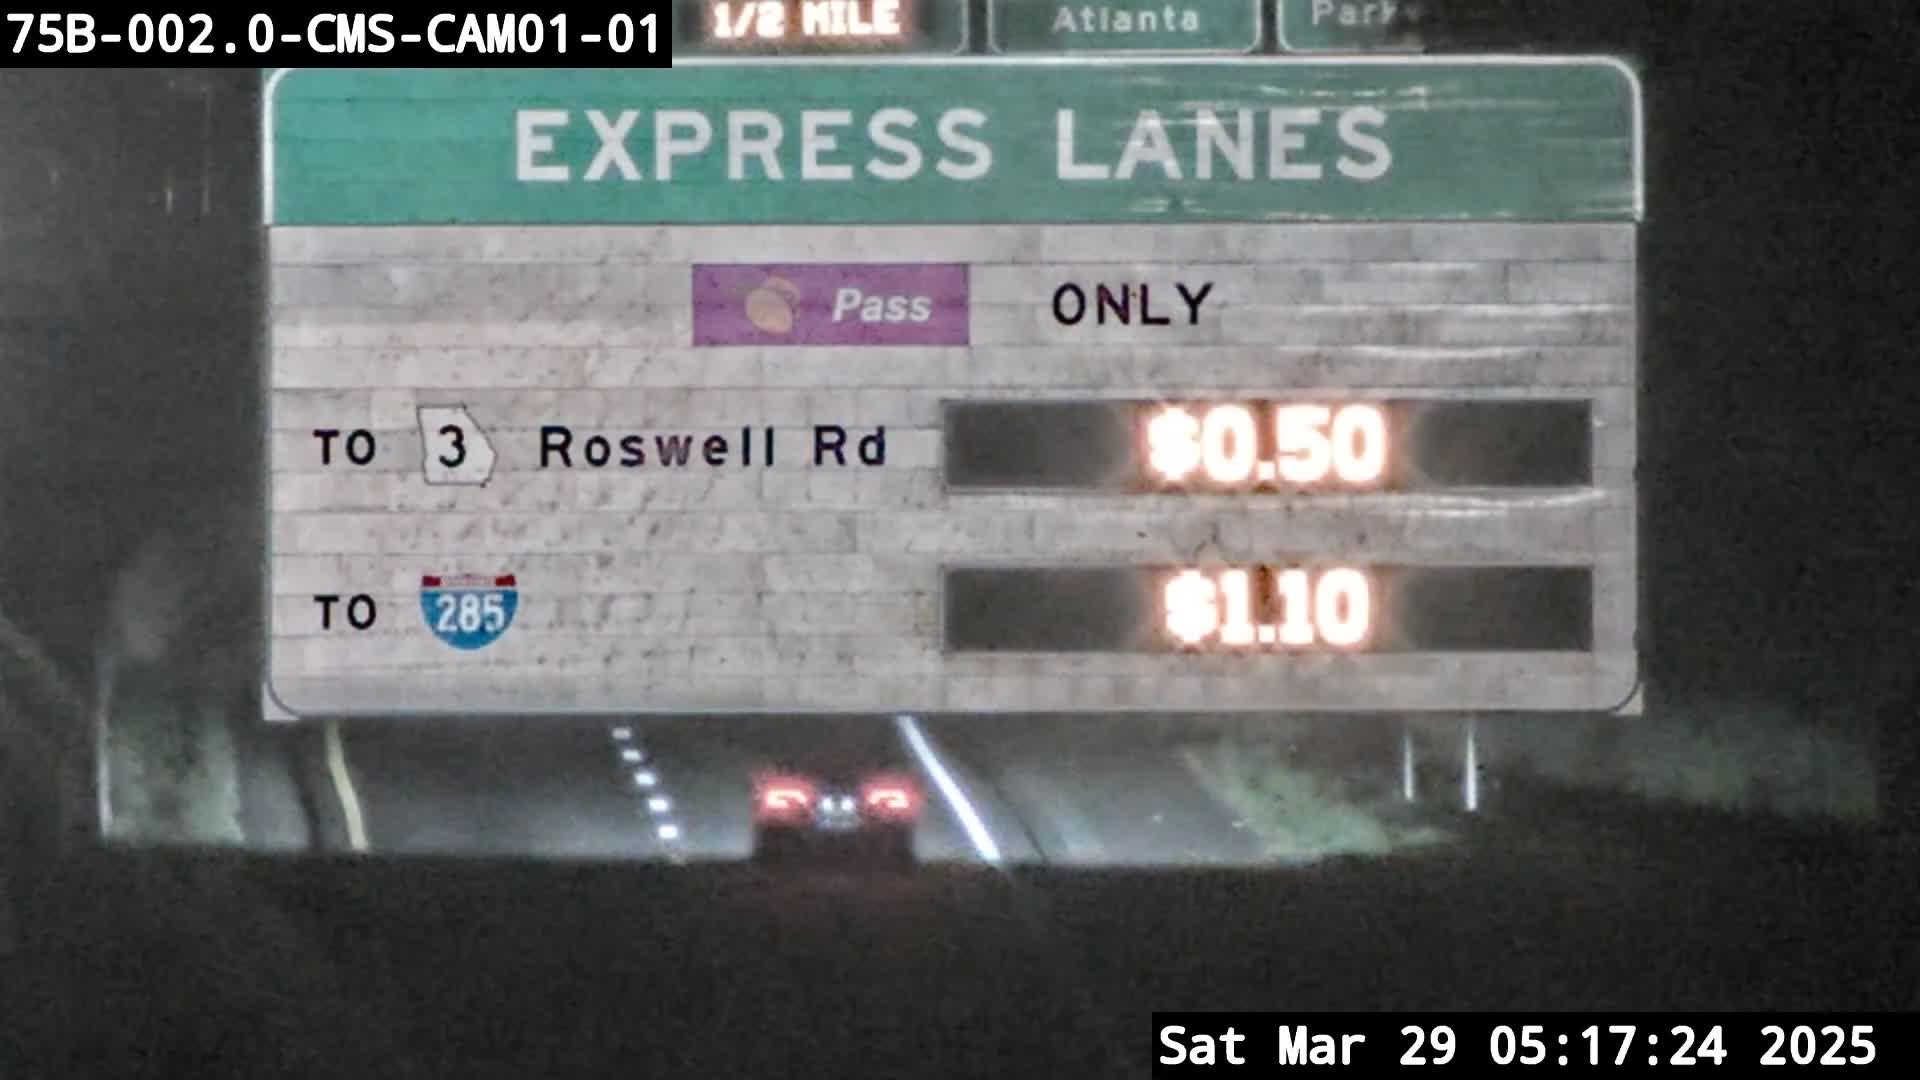 75B-002.0-CMS-CAM01-01
1/2 MILE
Atlanta
Park
EXPRESS LANES
Pass ONLY
TO 3 Roswell Rd $0.50
TO 285 $1.10
Sat Mar 29 05:17:24 2025